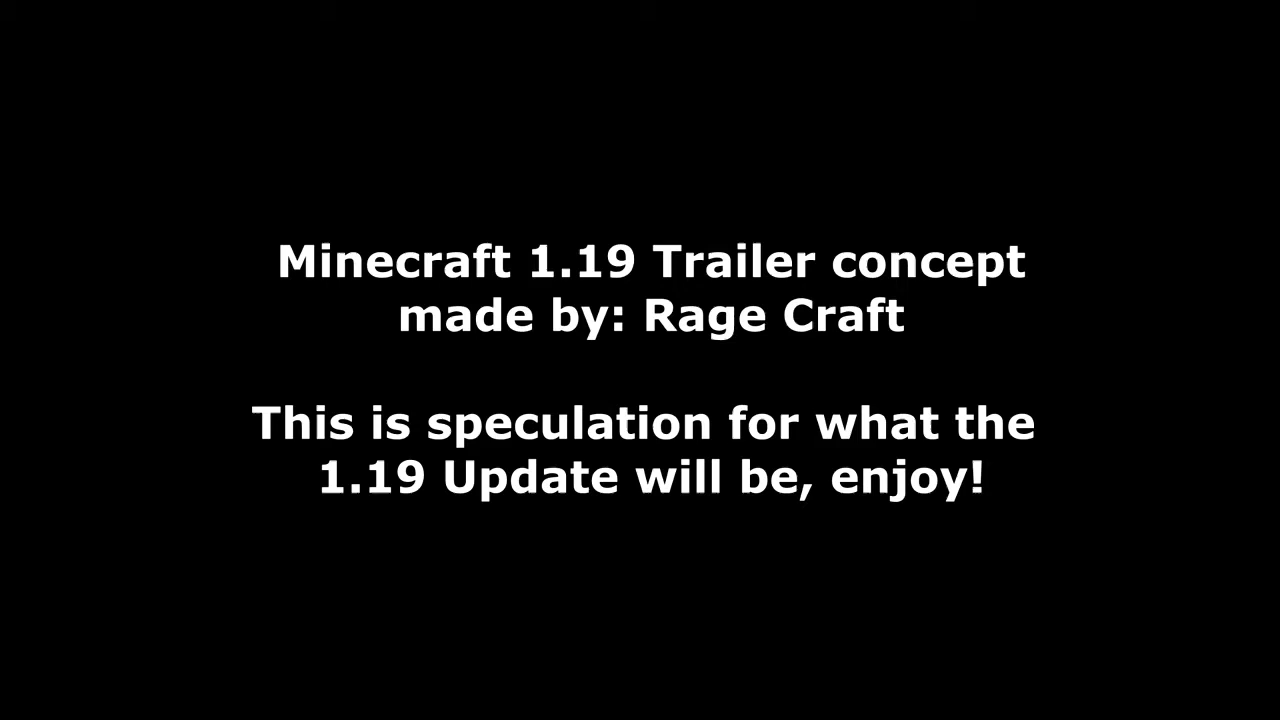 Minecraft 1.19 Trailer concept
made by: Rage Craft
This is speculation for what the
1.19 Update will be, enjoy!